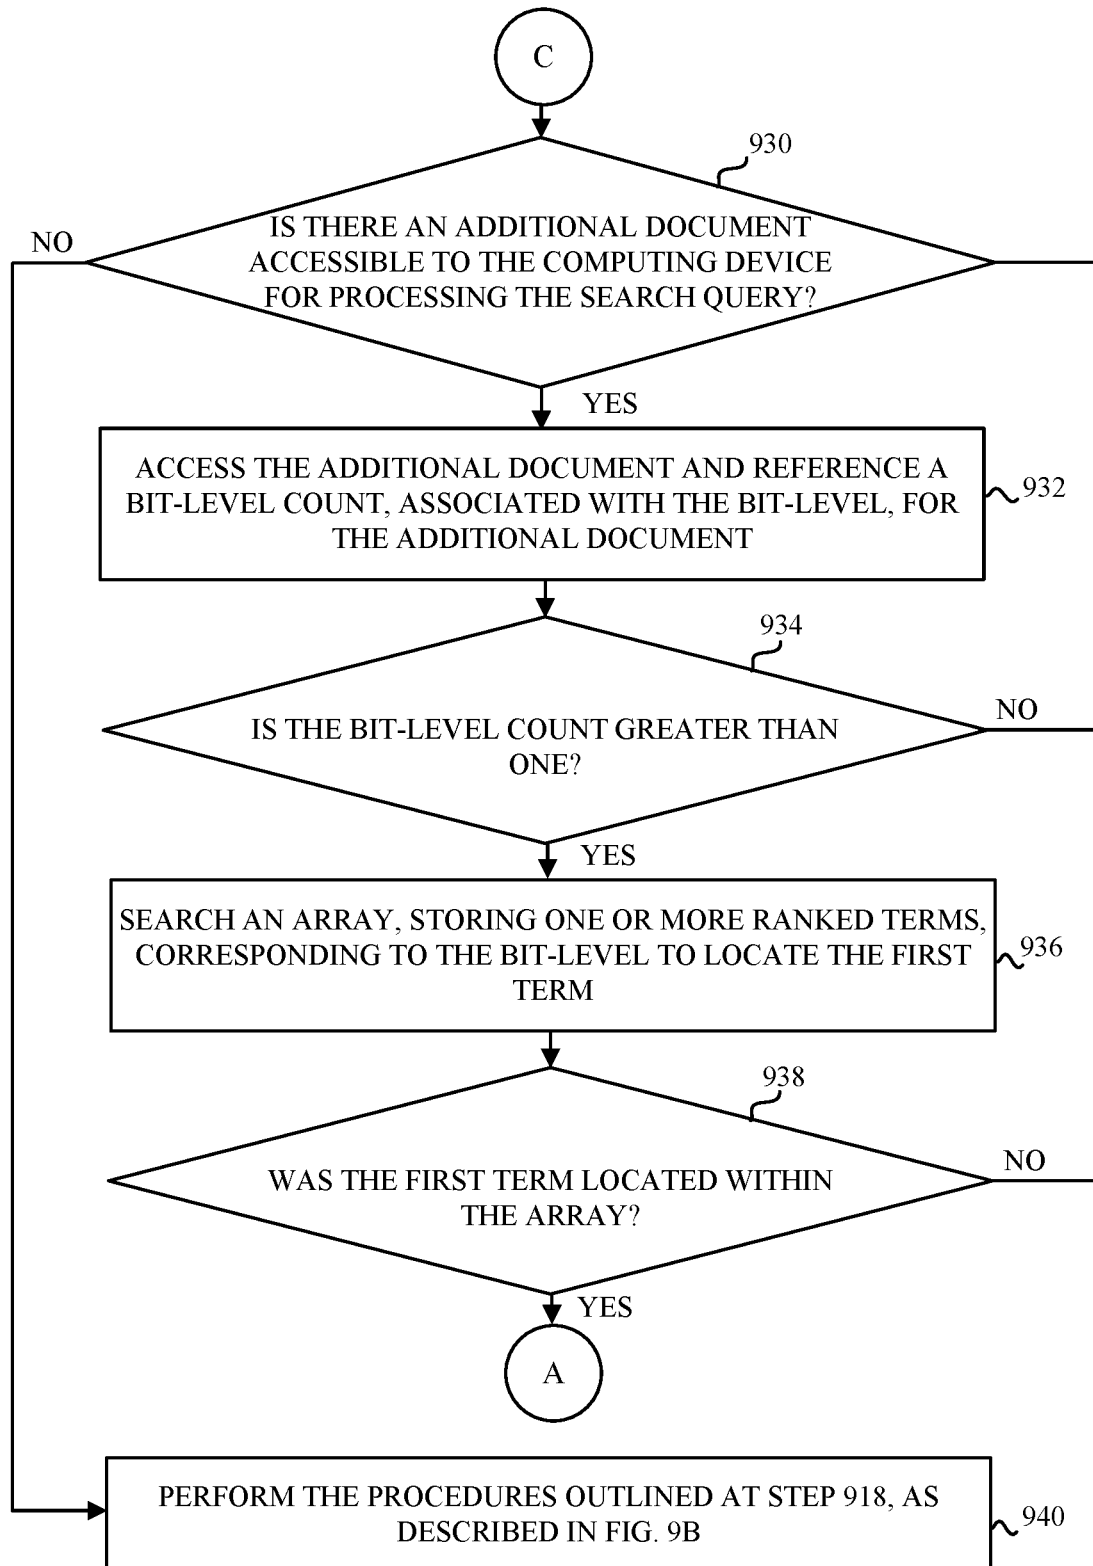 C
930
IS THERE AN ADDITIONAL DOCUMENT
ACCESSIBLE TO THE COMPUTING DEVICE
FOR PROCESSING THE SEARCH QUERY?
NO
YES
ACCESS THE ADDITIONAL DOCUMENT AND REFERENCE A
BIT-LEVEL COUNT, ASSOCIATED WITH THE BIT-LEVEL, FOR
THE ADDITIONAL DOCUMENT
932
934
IS THE BIT-LEVEL COUNT GREATER THAN
ONE?
NO
YES
SEARCH AN ARRAY, STORING ONE OR MORE RANKED TERMS,
CORRESPONDING TO THE BIT-LEVEL TO LOCATE THE FIRST
TERM
936
938
WAS THE FIRST TERM LOCATED WITHIN
THE ARRAY?
NO
YES
A
PERFORM THE PROCEDURES OUTLINED AT STEP 918, AS
DESCRIBED IN FIG. 9B
940